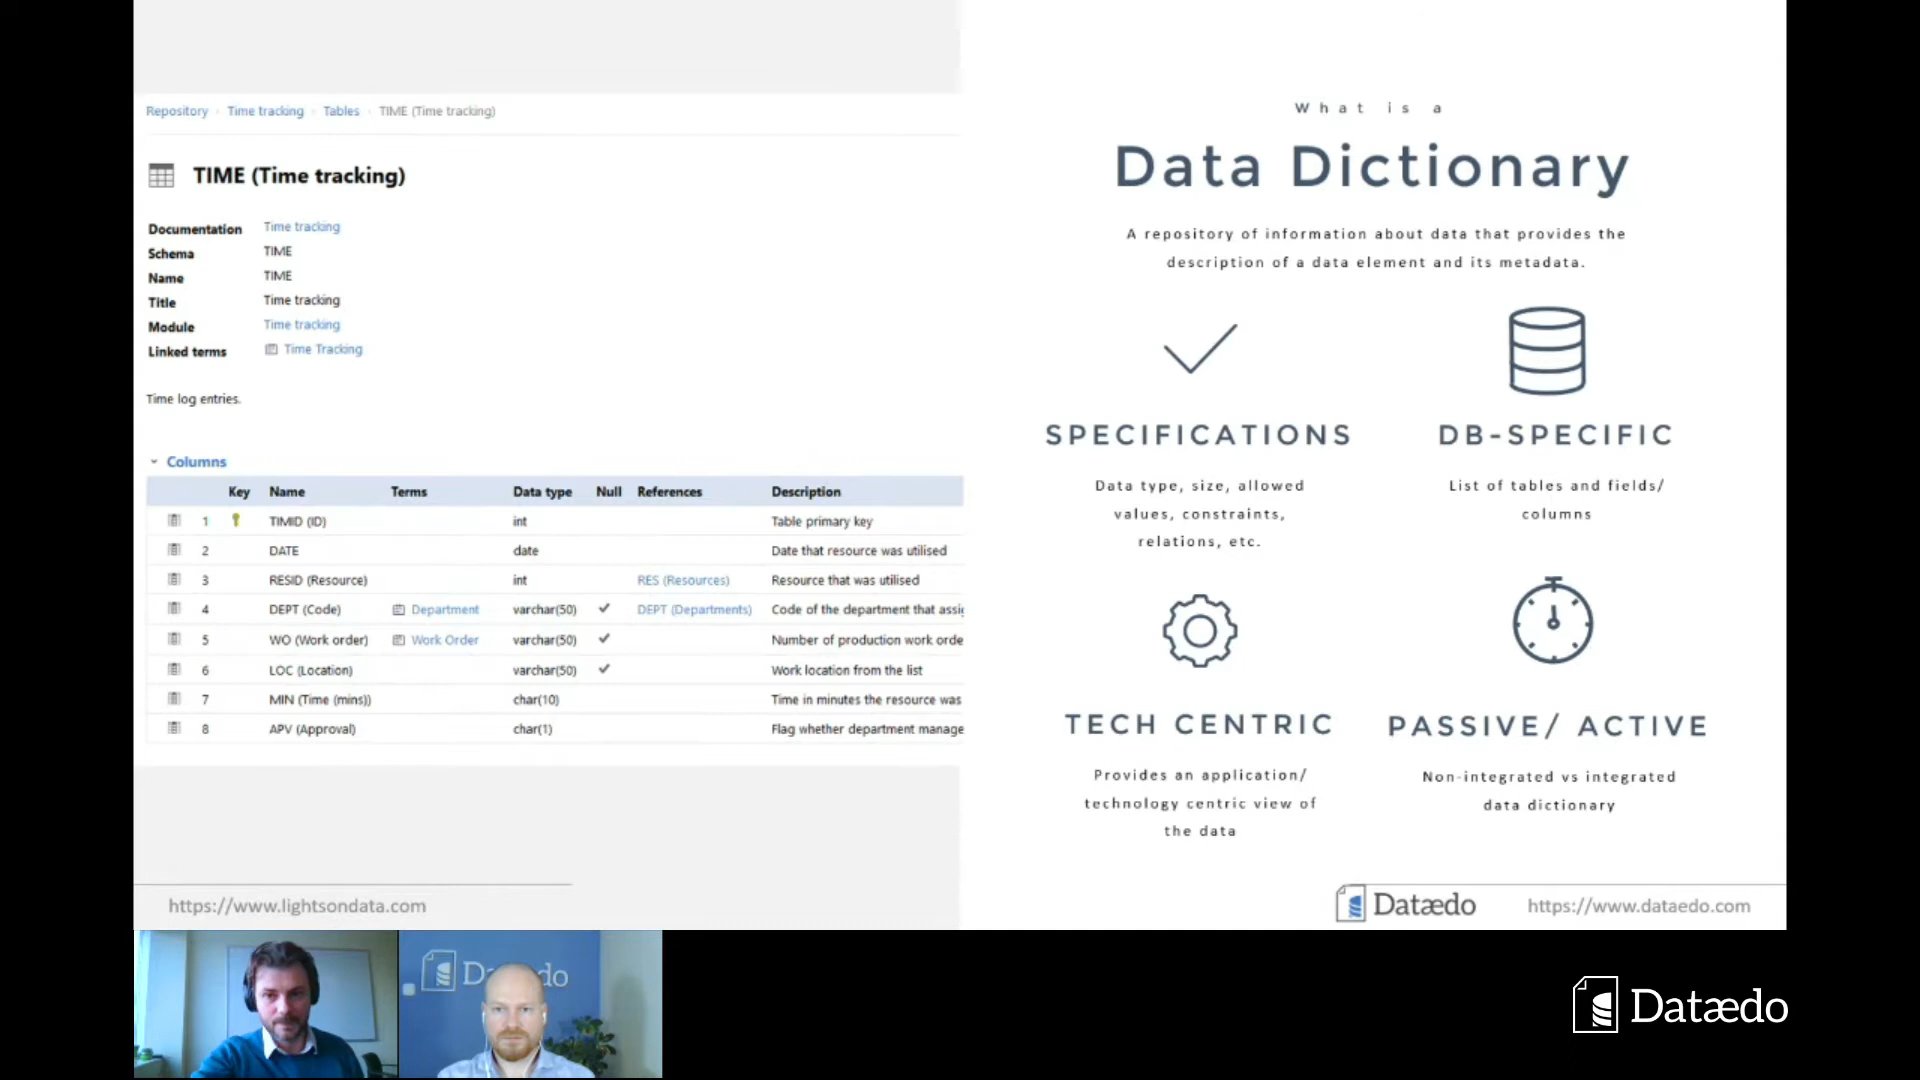 Repository Time tracking Tables TIME (Time tracking)
TIME (Time tracking)
Documentation Time tracking
Schema TIME
Name TIME
Title Time tracking
Module Time tracking
Linked terms Time Tracking
Time log entries.
Columns
Key Name Terms Data type Null References Description
1 TIMID (ID) int Table primary key
2 DATE date Date that resource was utilised
3 RESID (Resource) int RES (Resources) Resource that was utilised
4 DEPT (Code) Department varchar(50) ✓ DEPT (Departments) Code of the department that assi
5 WO (Work order) Work Order varchar(50) ✓ Number of production work orde
6 LOC (Location) varchar(50) ✓ Work location from the list
7 MIN (Time (mins)) char(10) Time in minutes the resource was
8 APV (Approval) char(1) Flag whether department manage
https://www.lightsondata.com
What is a
Data Dictionary
A repository of information about data that provides the
description of a data element and its metadata.
SPECIFICATIONS
Data type, size, allowed
values, constraints,
relations, etc.
DB-SPECIFIC
List of tables and fields/
columns
TECH CENTRIC
Provides an application/
technology centric view of
the data
PASSIVE/ ACTIVE
Non-integrated vs integrated
data dictionary
Datædo https://www.dataedo.com
Datædo